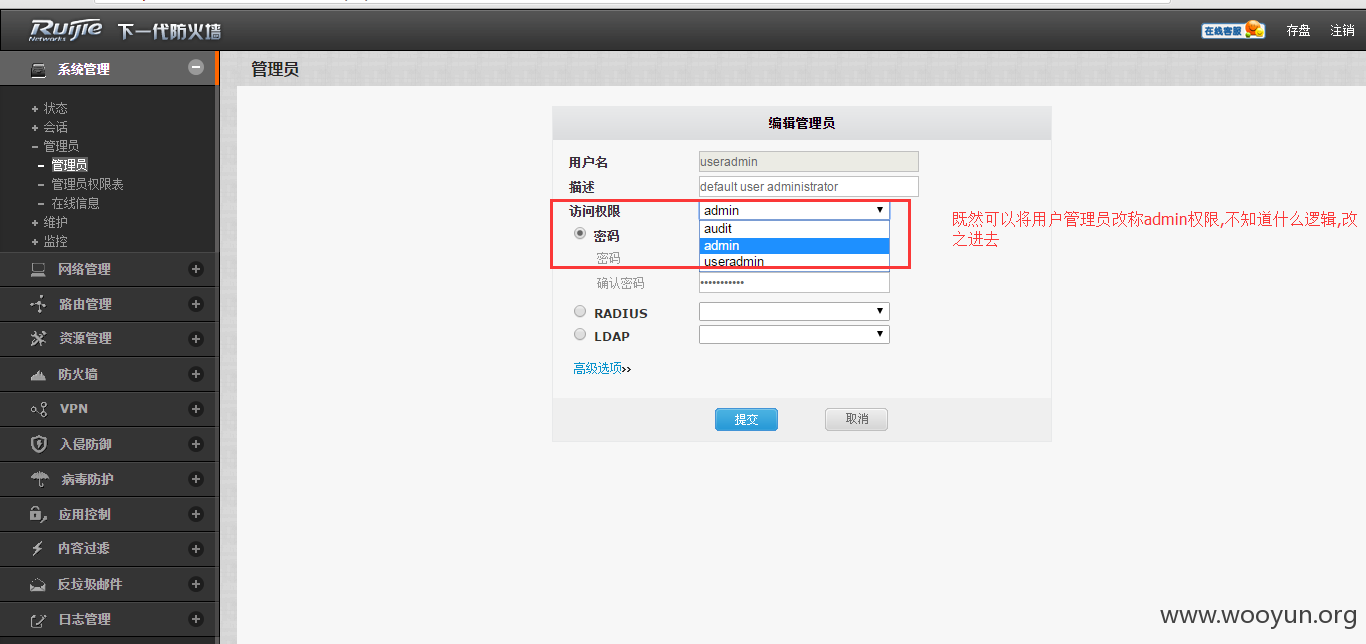 Ruijie Networks 下一代防火墙
在线客服 存盘 注销
系统管理
+ 状态
+ 会话
- 管理员
- 管理员
- 管理员权限表
- 在线信息
+ 维护
+ 监控
网络管理
路由管理
资源管理
防火墙
VPN
入侵防御
病毒防护
应用控制
内容过滤
反垃圾邮件
日志管理
管理员
编辑管理员
用户名 useradmin
描述 default user administrator
访问权限 admin
audit
admin
useradmin
密码
密码
确认密码 •••••••••••
RADIUS
LDAP
高级选项>>
提交 取消
既然可以将用户管理员改称admin权限,不知道什么逻辑,改
之进去
www.wooyun.org